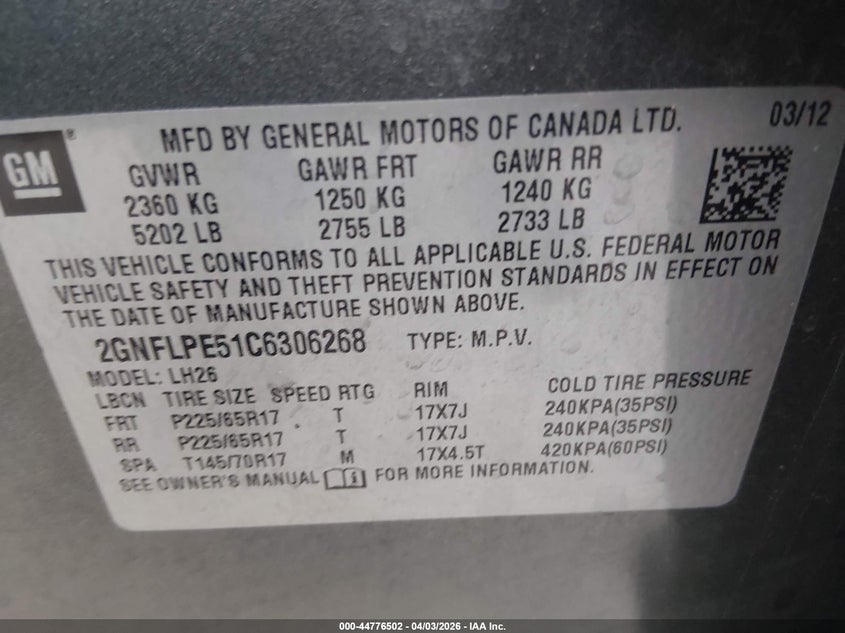 03/12
GM®
MFD BY GENERAL MOTORS OF CANADA LTD.
GVWR GAWR FRT GAWR RR
2360 KG 1250 KG 1240 KG
5202 LB 2755 LB 2733 LB
THIS VEHICLE CONFORMS TO ALL APPLICABLE U.S. FEDERAL MOTOR
VEHICLE SAFETY AND THEFT PREVENTION STANDARDS IN EFFECT ON
THE DATE OF MANUFACTURE SHOWN ABOVE.
2GNFLPE51C6306268 TYPE: M.P.V.
MODEL: LH26
LBCN TIRE SIZE SPEED RTG RIM COLD TIRE PRESSURE
FRT P225/65R17 T 17X7J 240KPA(35PSI)
RR P225/65R17 T 17X7J 240KPA(35PSI)
SPA T145/70R17 M 17X4.5T 420KPA(60PSI)
SEE OWNER'S MANUAL FOR MORE INFORMATION.
000-44776502 - 04/03/2026 - IAA Inc.